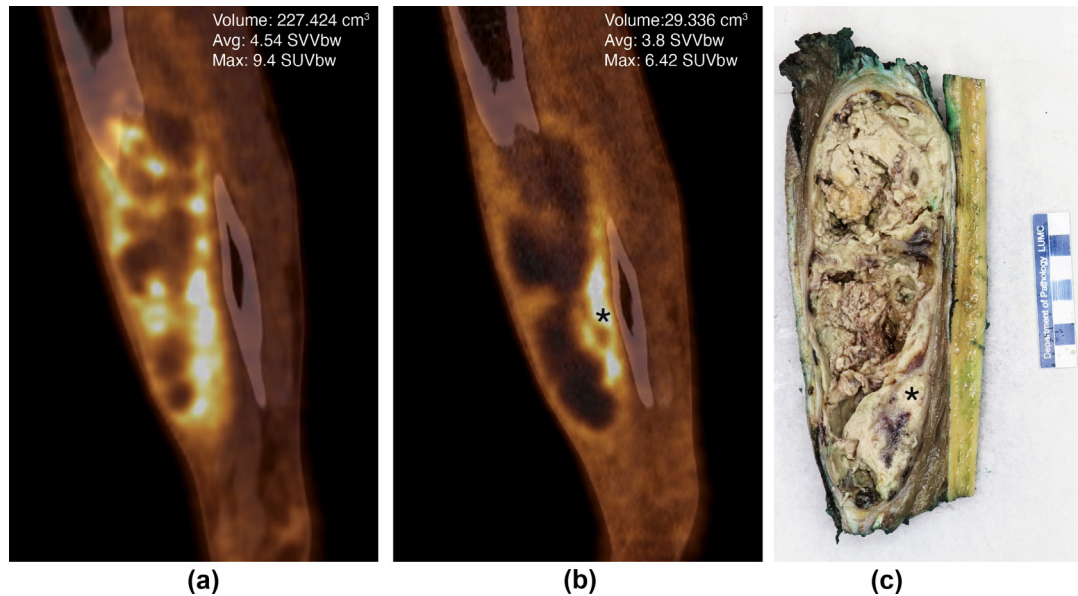 Volume: 227.424 cm³
Avg: 4.54 SVVbw
Max: 9.4 SUVbw
Volume:29.336 cm³
Avg: 3.8 SVVbw
Max: 6.42 SUVbw
*
*
Department of Pathology LUMC
(a)
(b)
(c)